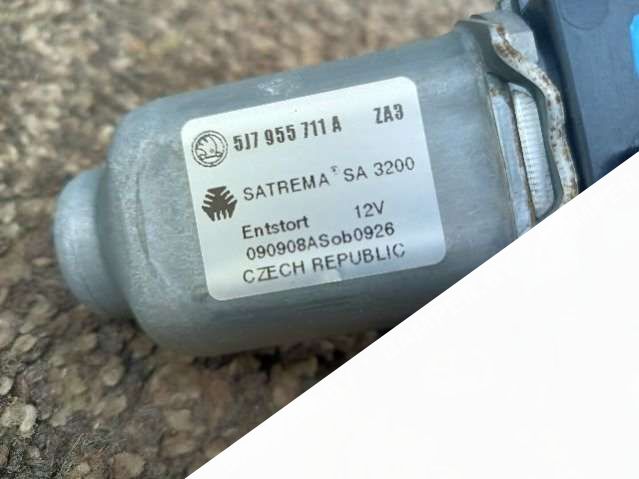 5J7 955 711 A ZA3
SATREMA® SA 3200
Entstort 12V
090908ASob0926
CZECH REPUBLIC